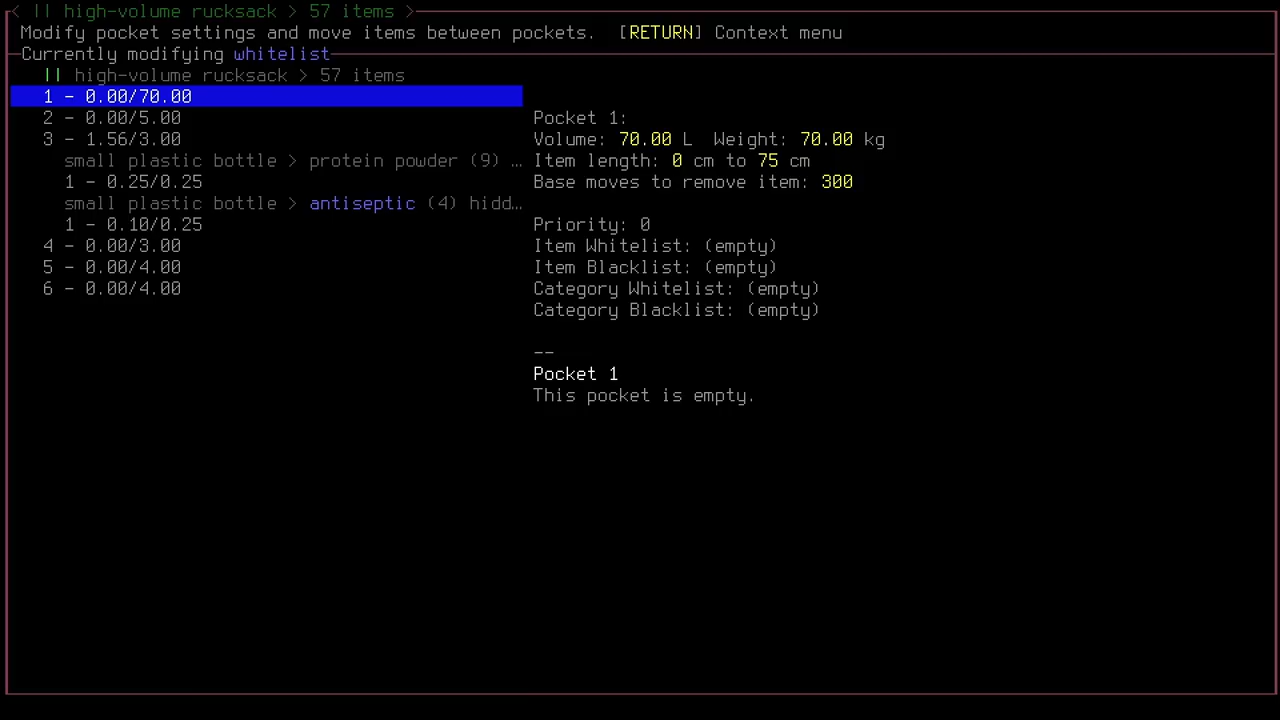 < || high-volume rucksack > 57 items >
Modify pocket settings and move items between pockets. [RETURN] Context menu
Currently modifying whitelist
|| high-volume rucksack > 57 items
1 - 0.00/70.00
2 - 0.00/5.00
3 - 1.56/3.00
small plastic bottle > protein powder (9) …
1 - 0.25/0.25
small plastic bottle > antiseptic (4) hidd…
1 - 0.10/0.25
4 - 0.00/3.00
5 - 0.00/4.00
6 - 0.00/4.00
Pocket 1:
Volume: 70.00 L Weight: 70.00 kg
Item length: 0 cm to 75 cm
Base moves to remove item: 300
Priority: 0
Item Whitelist: (empty)
Item Blacklist: (empty)
Category Whitelist: (empty)
Category Blacklist: (empty)
--
Pocket 1
This pocket is empty.